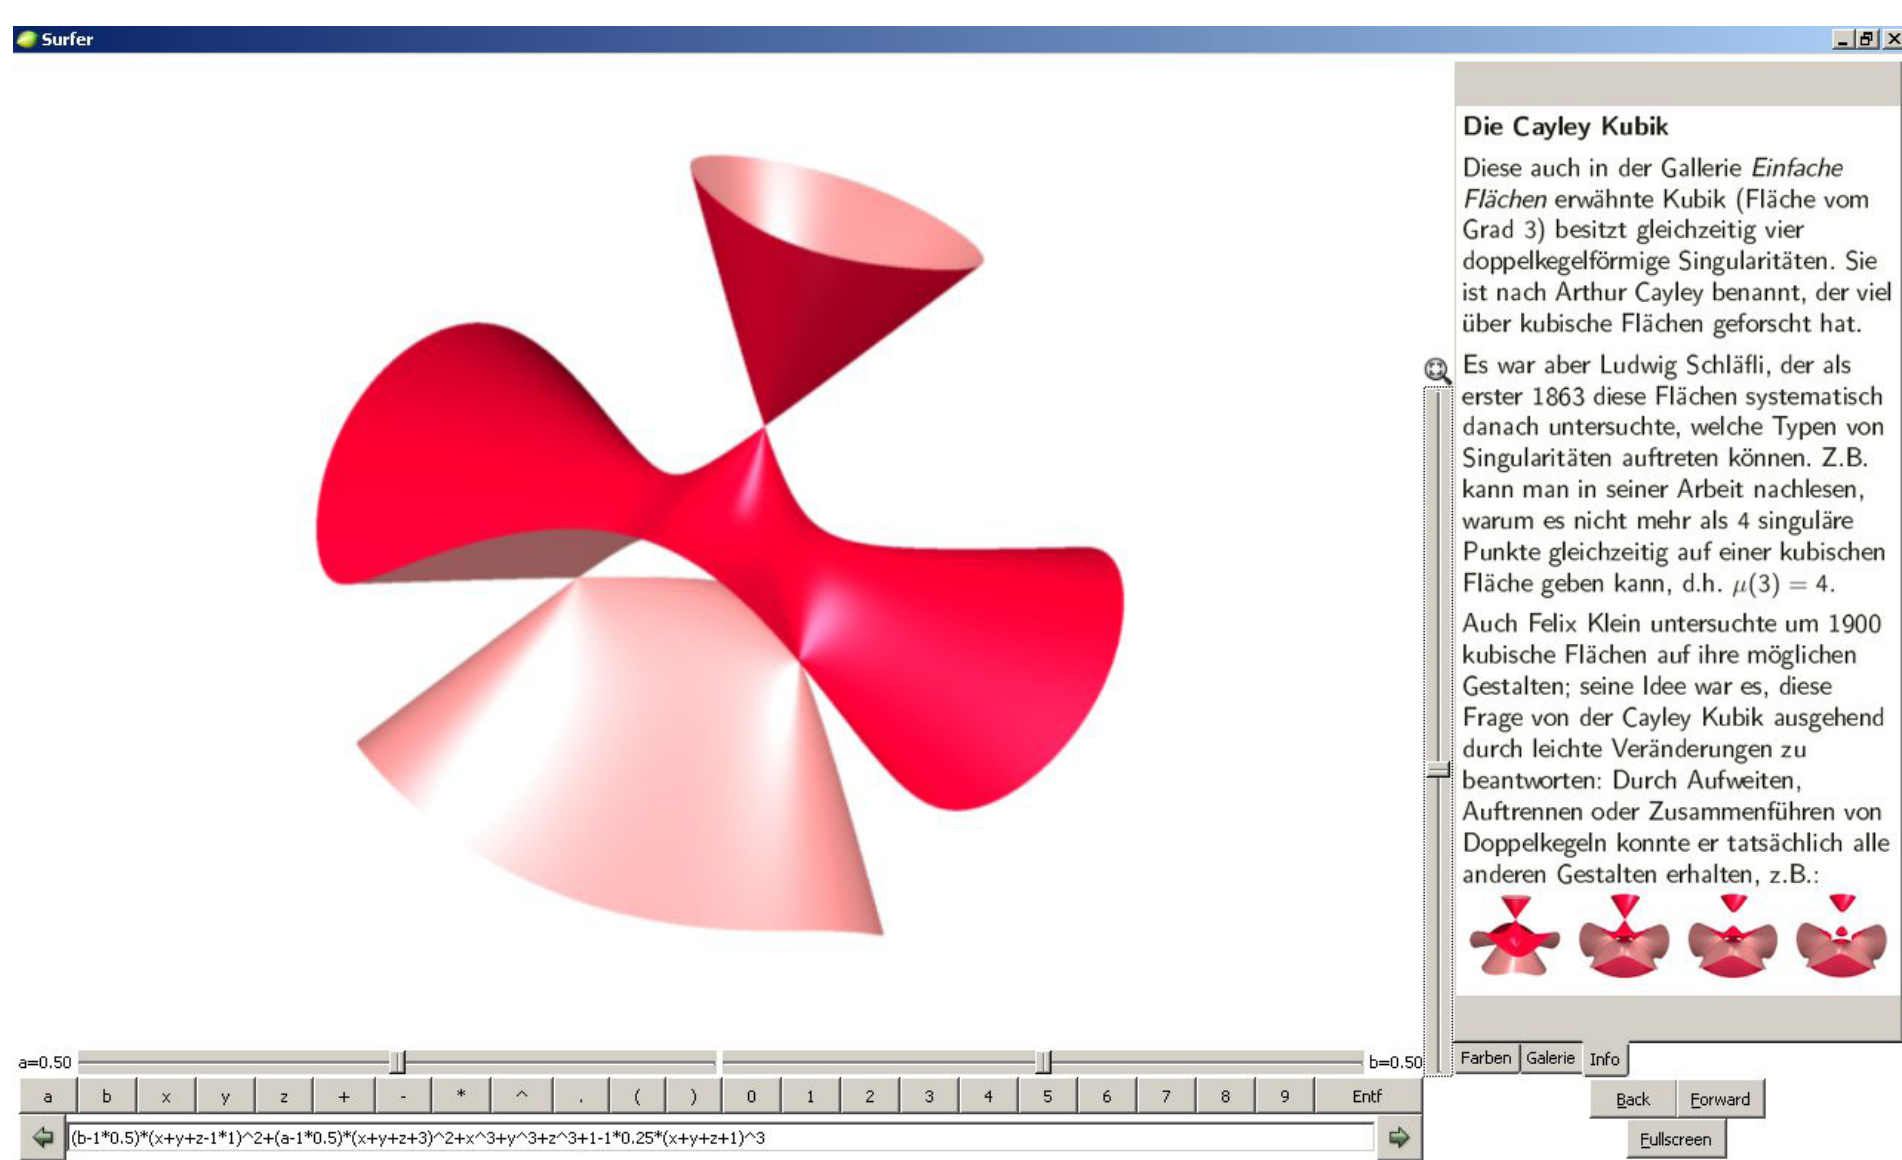 Surfer
Die Cayley Kubik
Diese auch in der Gallerie Einfache
Flächen erwähnte Kubik (Fläche vom
Grad 3) besitzt gleichzeitig vier
doppelkegelförmige Singularitäten. Sie
ist nach Arthur Cayley benannt, der viel
über kubische Flächen geforscht hat.
Es war aber Ludwig Schläfli, der als
erster 1863 diese Flächen systematisch
danach untersuchte, welche Typen von
Singularitäten auftreten können. Z.B.
kann man in seiner Arbeit nachlesen,
warum es nicht mehr als 4 singuläre
Punkte gleichzeitig auf einer kubischen
Fläche geben kann, d.h. μ(3) = 4.
Auch Felix Klein untersuchte um 1900
kubische Flächen auf ihre möglichen
Gestalten; seine Idee war es, diese
Frage von der Cayley Kubik ausgehend
durch leichte Veränderungen zu
beantworten: Durch Aufweiten,
Auftrennen oder Zusammenführen von
Doppelkegeln konnte er tatsächlich alle
anderen Gestalten erhalten, z.B.:
a=0.50 b=0.50
Farben Galerie Info
a b x y z + - * ^ . ( ) 0 1 2 3 4 5 6 7 8 9 Entf
Back Forward
(b-1*0.5)*(x+y+z-1*1)^2+(a-1*0.5)*(x+y+z+3)^2+x^3+y^3+z^3+1-1*0.25*(x+y+z+1)^3
Fullscreen